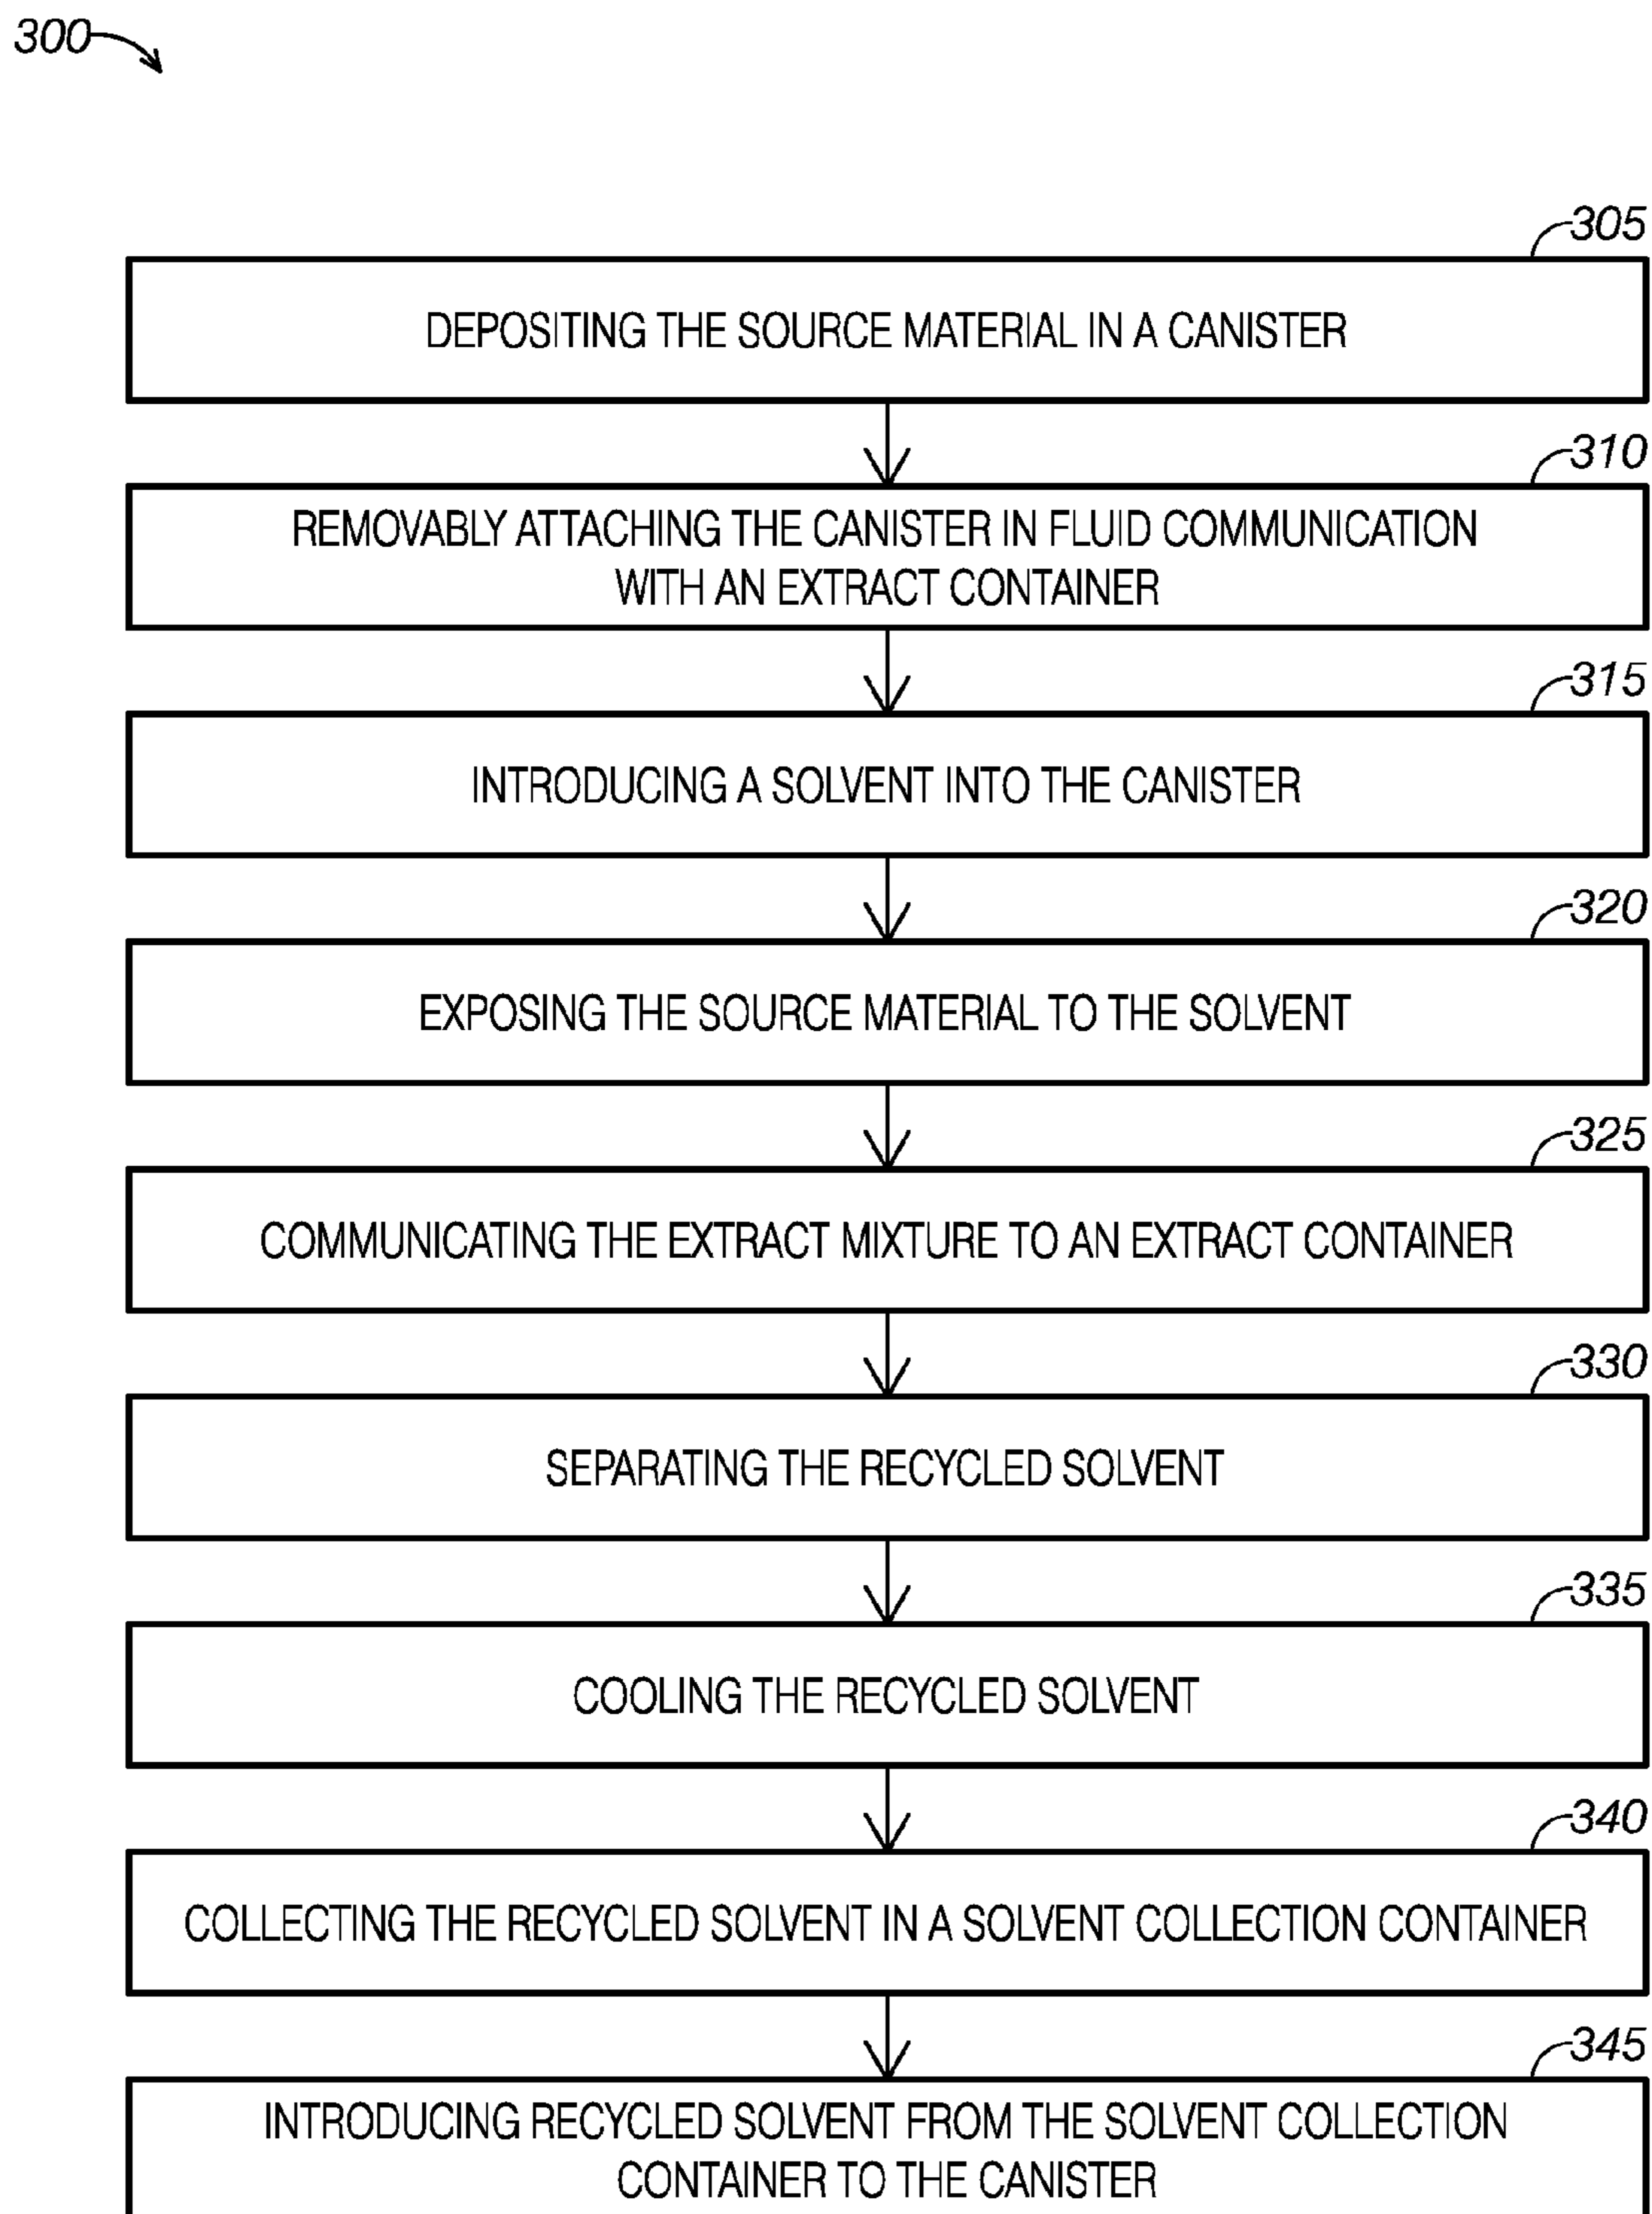 300
305
DEPOSITING THE SOURCE MATERIAL IN A CANISTER
310
REMOVABLY ATTACHING THE CANISTER IN FLUID COMMUNICATION
WITH AN EXTRACT CONTAINER
315
INTRODUCING A SOLVENT INTO THE CANISTER
320
EXPOSING THE SOURCE MATERIAL TO THE SOLVENT
325
COMMUNICATING THE EXTRACT MIXTURE TO AN EXTRACT CONTAINER
330
SEPARATING THE RECYCLED SOLVENT
335
COOLING THE RECYCLED SOLVENT
340
COLLECTING THE RECYCLED SOLVENT IN A SOLVENT COLLECTION CONTAINER
345
INTRODUCING RECYCLED SOLVENT FROM THE SOLVENT COLLECTION
CONTAINER TO THE CANISTER